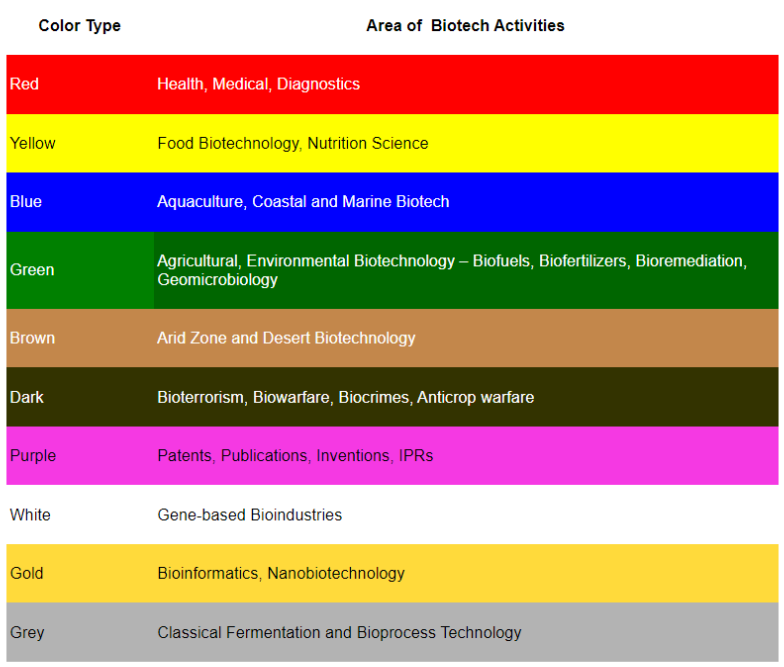 Color Type Area of Biotech Activities
Red Health, Medical, Diagnostics
Yellow Food Biotechnology, Nutrition Science
Blue Aquaculture, Coastal and Marine Biotech
Green Agricultural, Environmental Biotechnology – Biofuels, Biofertilizers, Bioremediation,
Geomicrobiology
Brown Arid Zone and Desert Biotechnology
Dark Bioterrorism, Biowarfare, Biocrimes, Anticrop warfare
Purple Patents, Publications, Inventions, IPRs
White Gene-based Bioindustries
Gold Bioinformatics, Nanobiotechnology
Grey Classical Fermentation and Bioprocess Technology